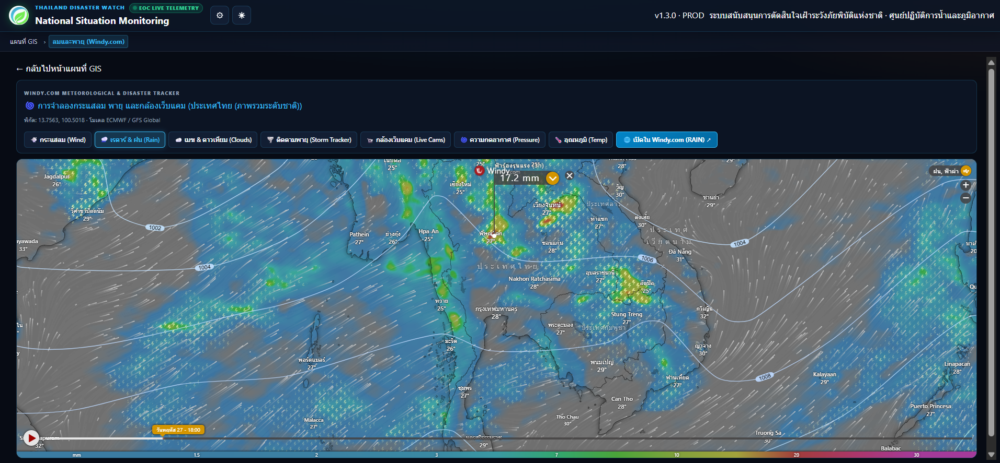 THAILAND DISASTER WATCH
EOC LIVE TELEMETRY
National Situation Monitoring
v1.3.0 · PROD ระบบสนับสนุนการตัดสินใจเฝ้าระวังภัยพิบัติแห่งชาติ · ศูนย์ปฏิบัติการน้ำและภูมิอากาศ
แผนที่ GIS › ลมและพายุ (Windy.com)
← กลับไปหน้าแผนที่ GIS
WINDY.COM METEOROLOGICAL & DISASTER TRACKER
การจำลองกระแสลม พายุ และกล้องเว็บแคม (ประเทศไทย (ภาพรวมระดับชาติ))
พิกัด: 13.7563, 100.5018 · โมเดล ECMWF / GFS Global
กระแสลม (Wind)
เรดาร์ & ฝน (Rain)
เมฆ & ดาวเทียม (Clouds)
ติดตามพายุ (Storm Tracker)
กล้องเว็บแคม (Live Cams)
ความกดอากาศ (Pressure)
อุณหภูมิ (Temp)
เปิดใน Windy.com (RAIN) ↗
25°
25°
ฟ้าร้องรุนแรง (3h)
Windy.com
17.2 mm
28°
29°
ฝน, ฟ้าผ่า
+
−
Jagdalpur
26°
เชียงใหม่
25°
วิญ
30°
ซานย่า
29°
วิศาขาปัตตนัม
29°
เวียงจันทน์
27°
ประเทศลาว
ท่าแขก
27°
ด่งเฮ้ย
30°
1002
ประเทศ
เวียดนาม
Pathein
27°
ย่างกุ้ง
26°
Hpa-An
25°
27°
ขอนแก่น
28°
1004
ayawada
33°
1006
Đà Nẵng
31°
20
1004
ประเทศไทย
อุบลราชธานี
27°
Nakhon Ratchasima
28°
อัตปือ
25°
Qu
ทวาย
25°
กรุงเทพมหานคร
28°
Stung Treng
27°
กวีเญิน
32°
พระตะบอง
27°
ประเทศกัมพูชา
มะริด
26°
ญาจาง
30°
พอร์ตแบลร์
27°
พนมเปญ
29°
Linapacan
28°
Kalayaan
29°
1008
ฟานเทียต
27°
ชุมพร
27°
Can Tho
28°
Puerto Princesa
27°
Malacca
27°
Tho Chau
30°
วันพฤหัส 27 - 18:00
32°
29°
Truong Sa
30°
Balabac
mm 1.5 2 3 7 10 20 30